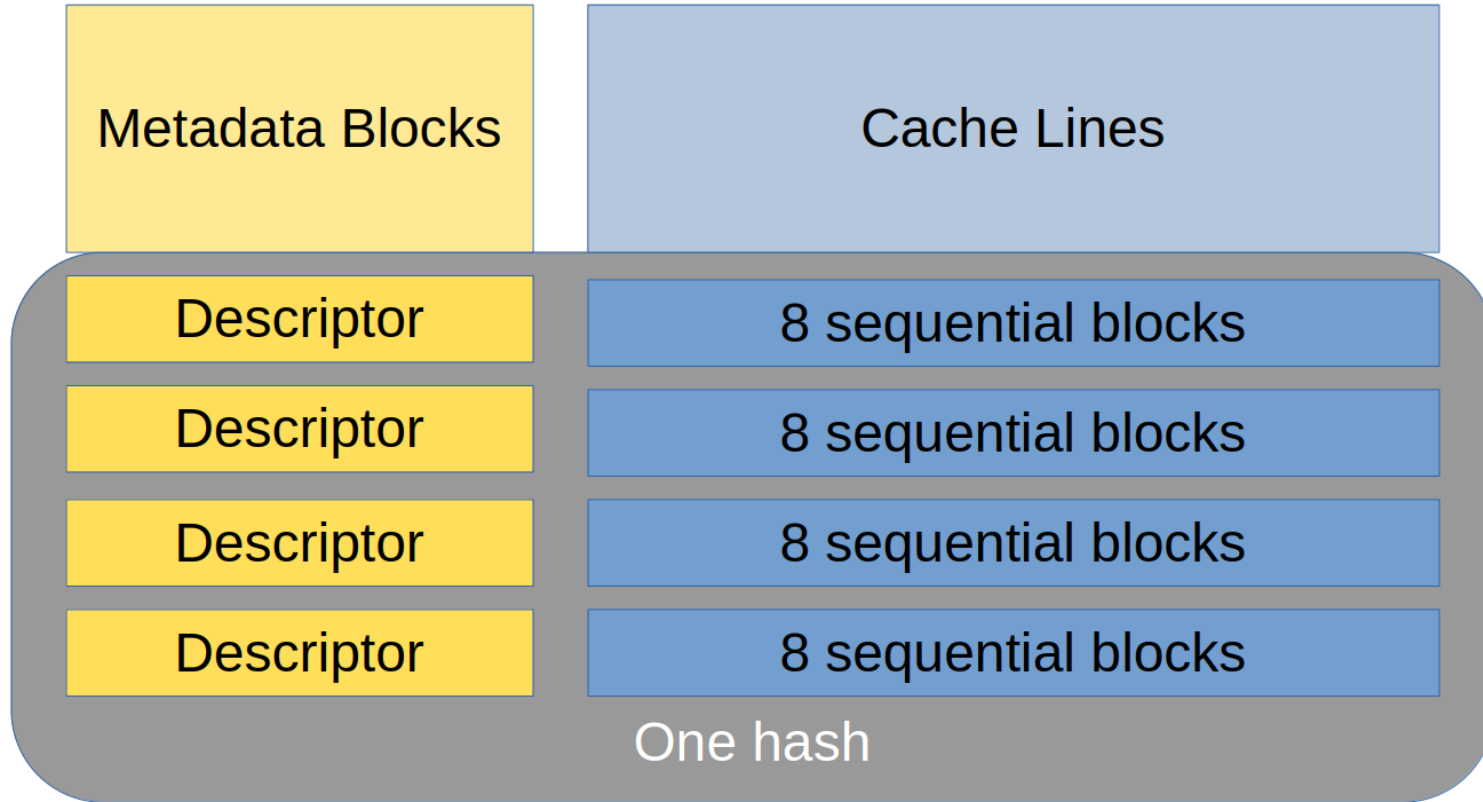 Metadata Blocks
Cache Lines
Descriptor
8 sequential blocks
Descriptor
8 sequential blocks
Descriptor
8 sequential blocks
Descriptor
8 sequential blocks
One hash